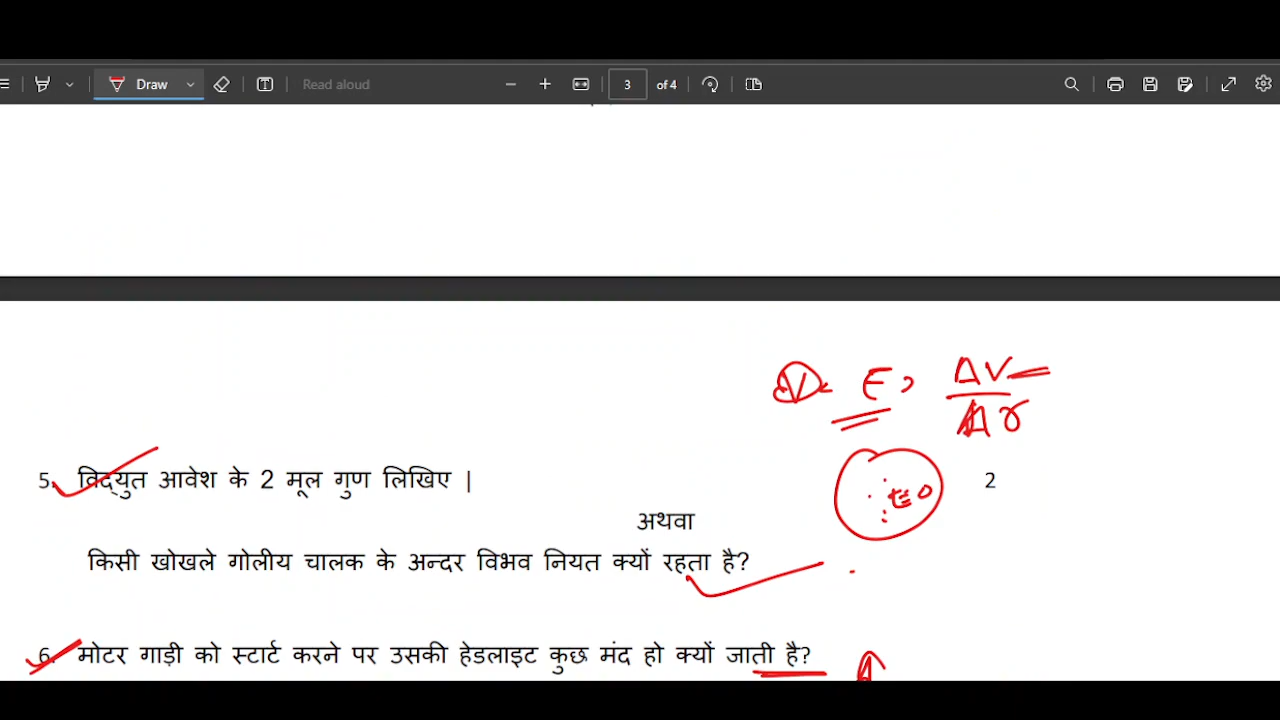 Draw
Read aloud
3 of 4
V = E = ΔV
Δr
5. विद्युत आवेश के 2 मूल गुण लिखिए | 2
E=0
अथवा
किसी खोखले गोलीय चालक के अन्दर विभव नियत क्यों रहता है?
6. मोटर गाड़ी को स्टार्ट करने पर उसकी हेडलाइट कुछ मंद हो क्यों जाती है?